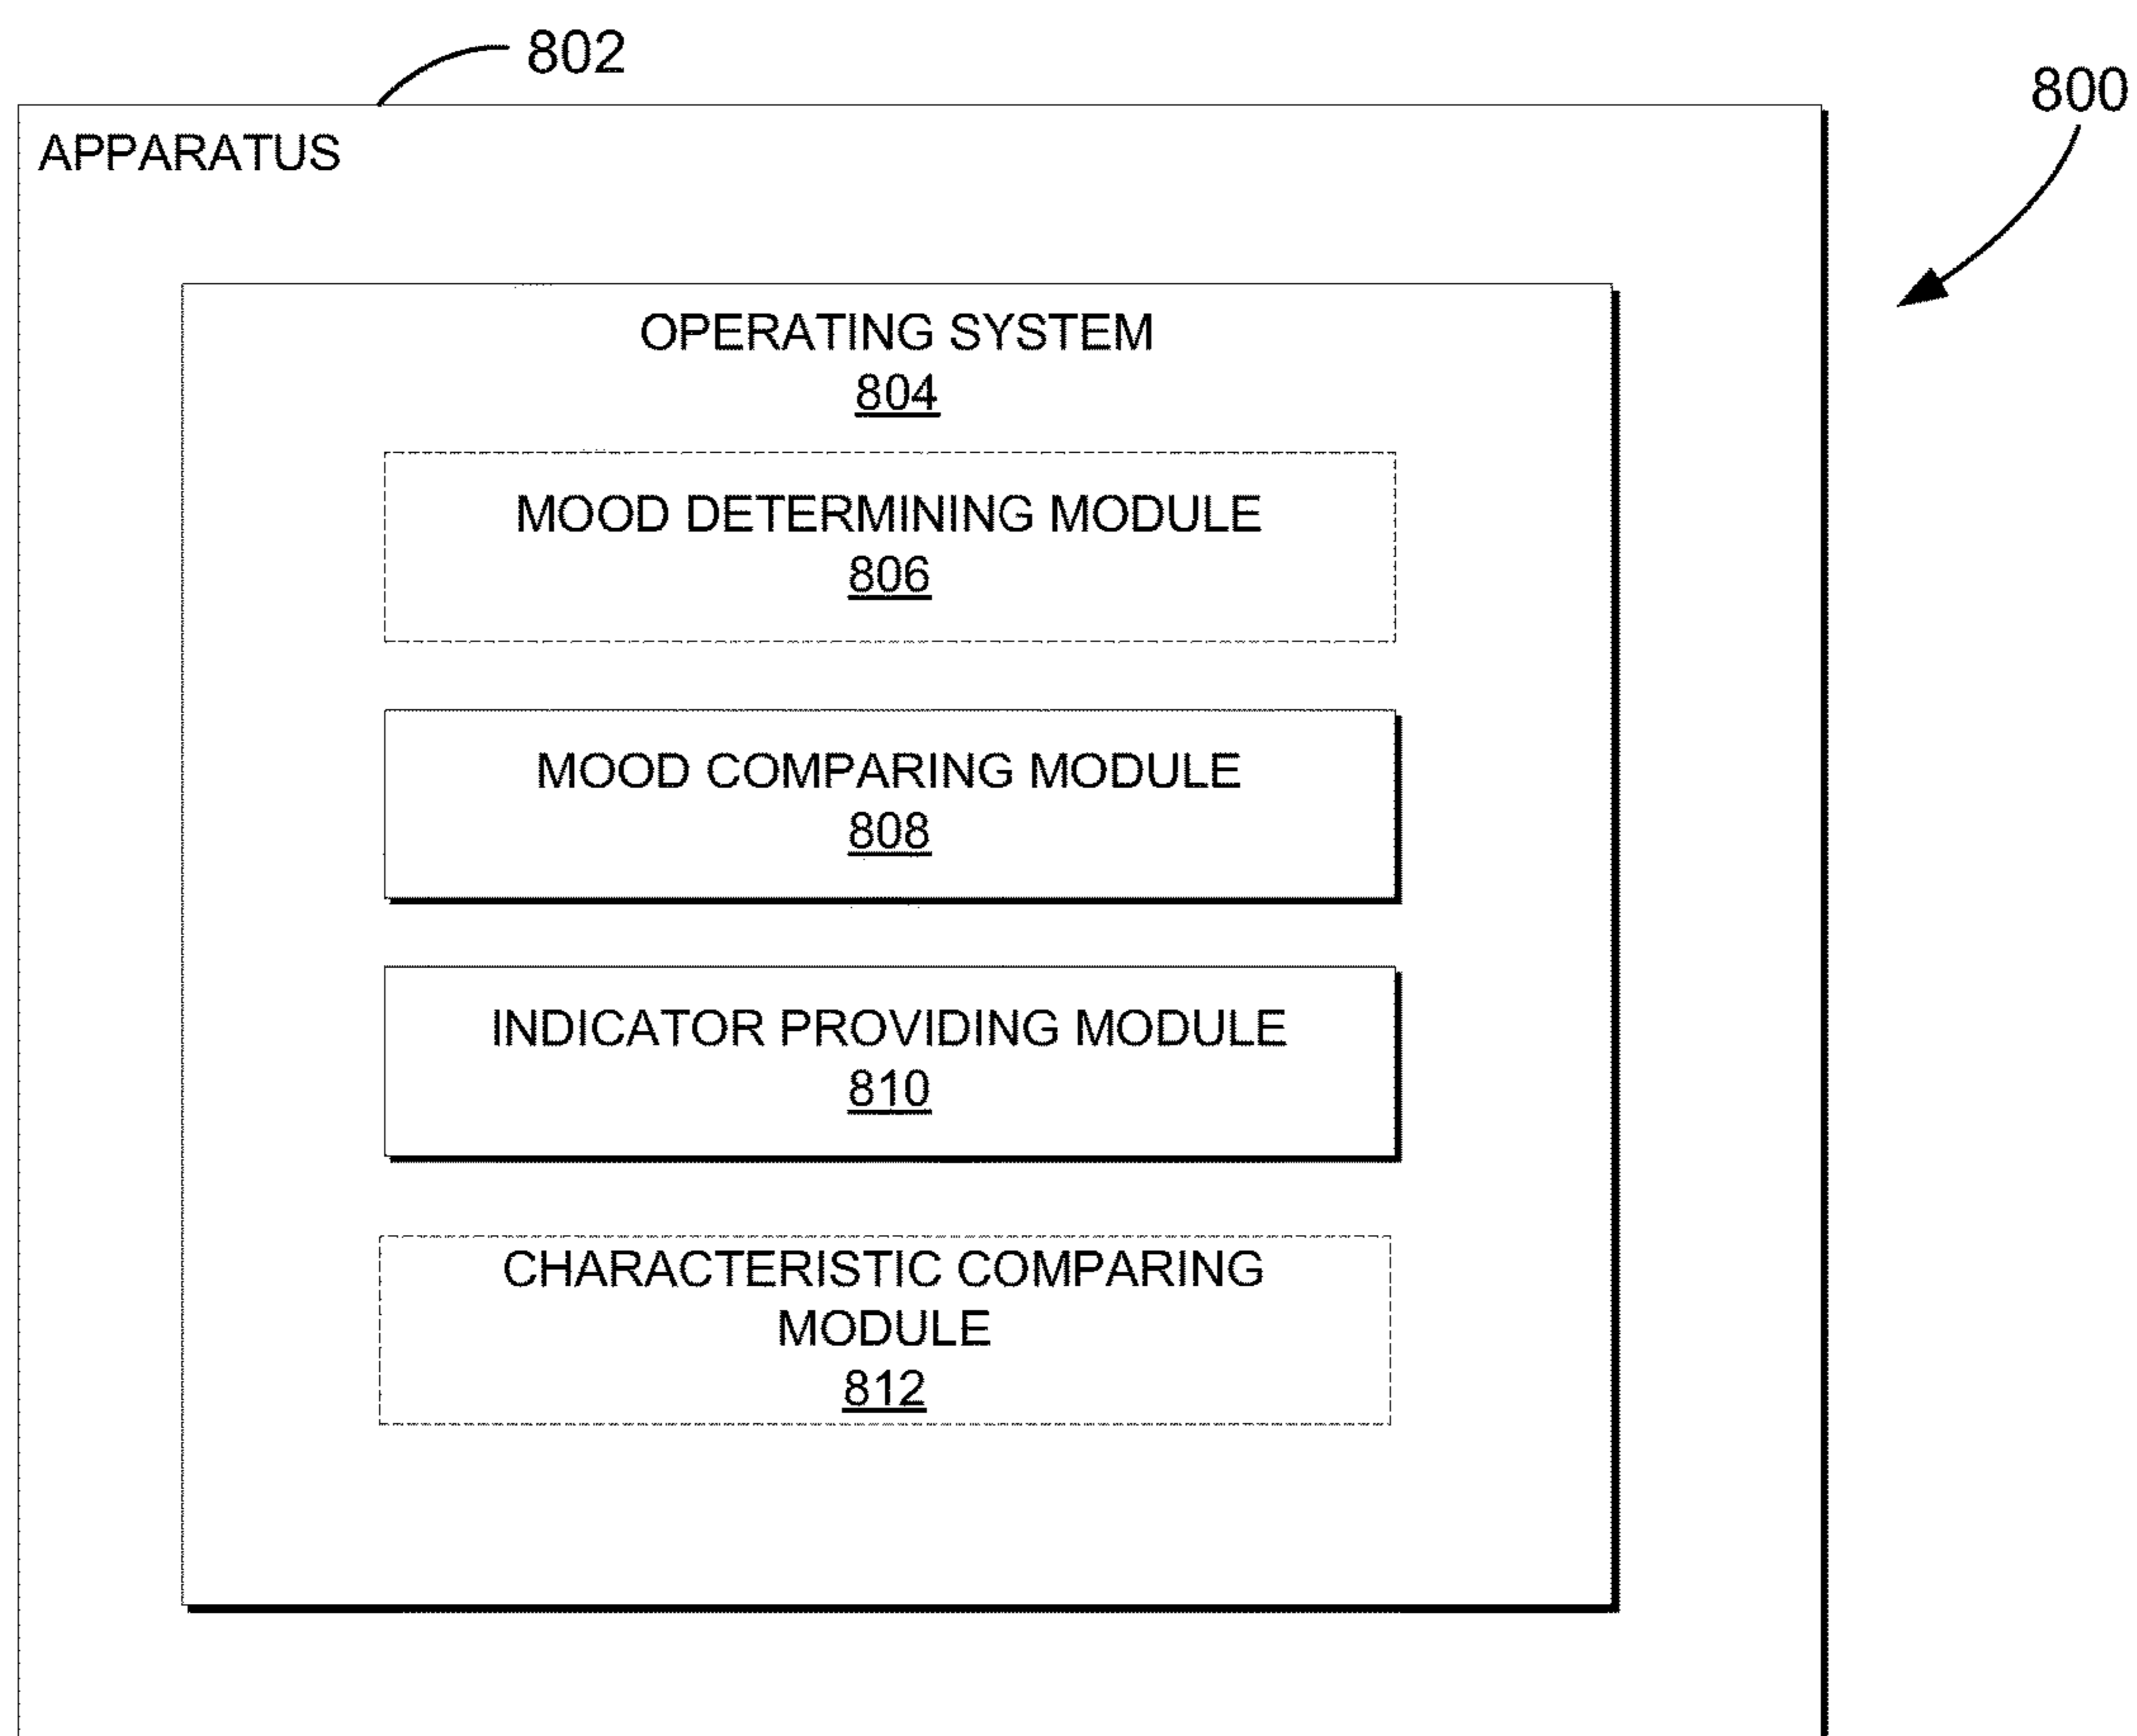 802
800
APPARATUS
OPERATING SYSTEM
804
MOOD DETERMINING MODULE
806
MOOD COMPARING MODULE
808
INDICATOR PROVIDING MODULE
810
CHARACTERISTIC COMPARING
MODULE
812